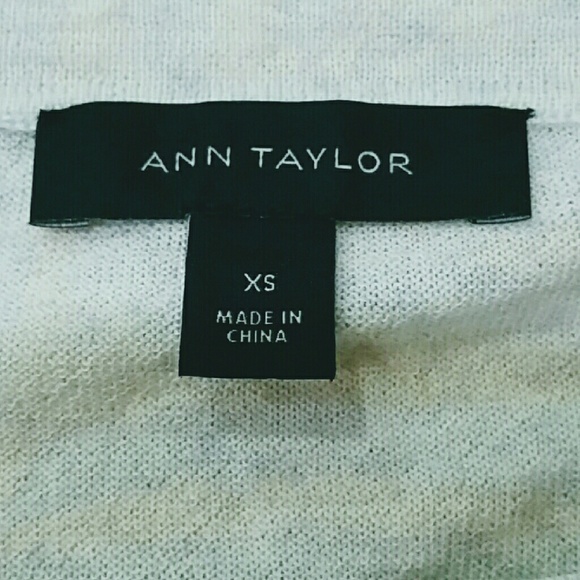 ANN TAYLOR
XS
MADE IN
CHINA